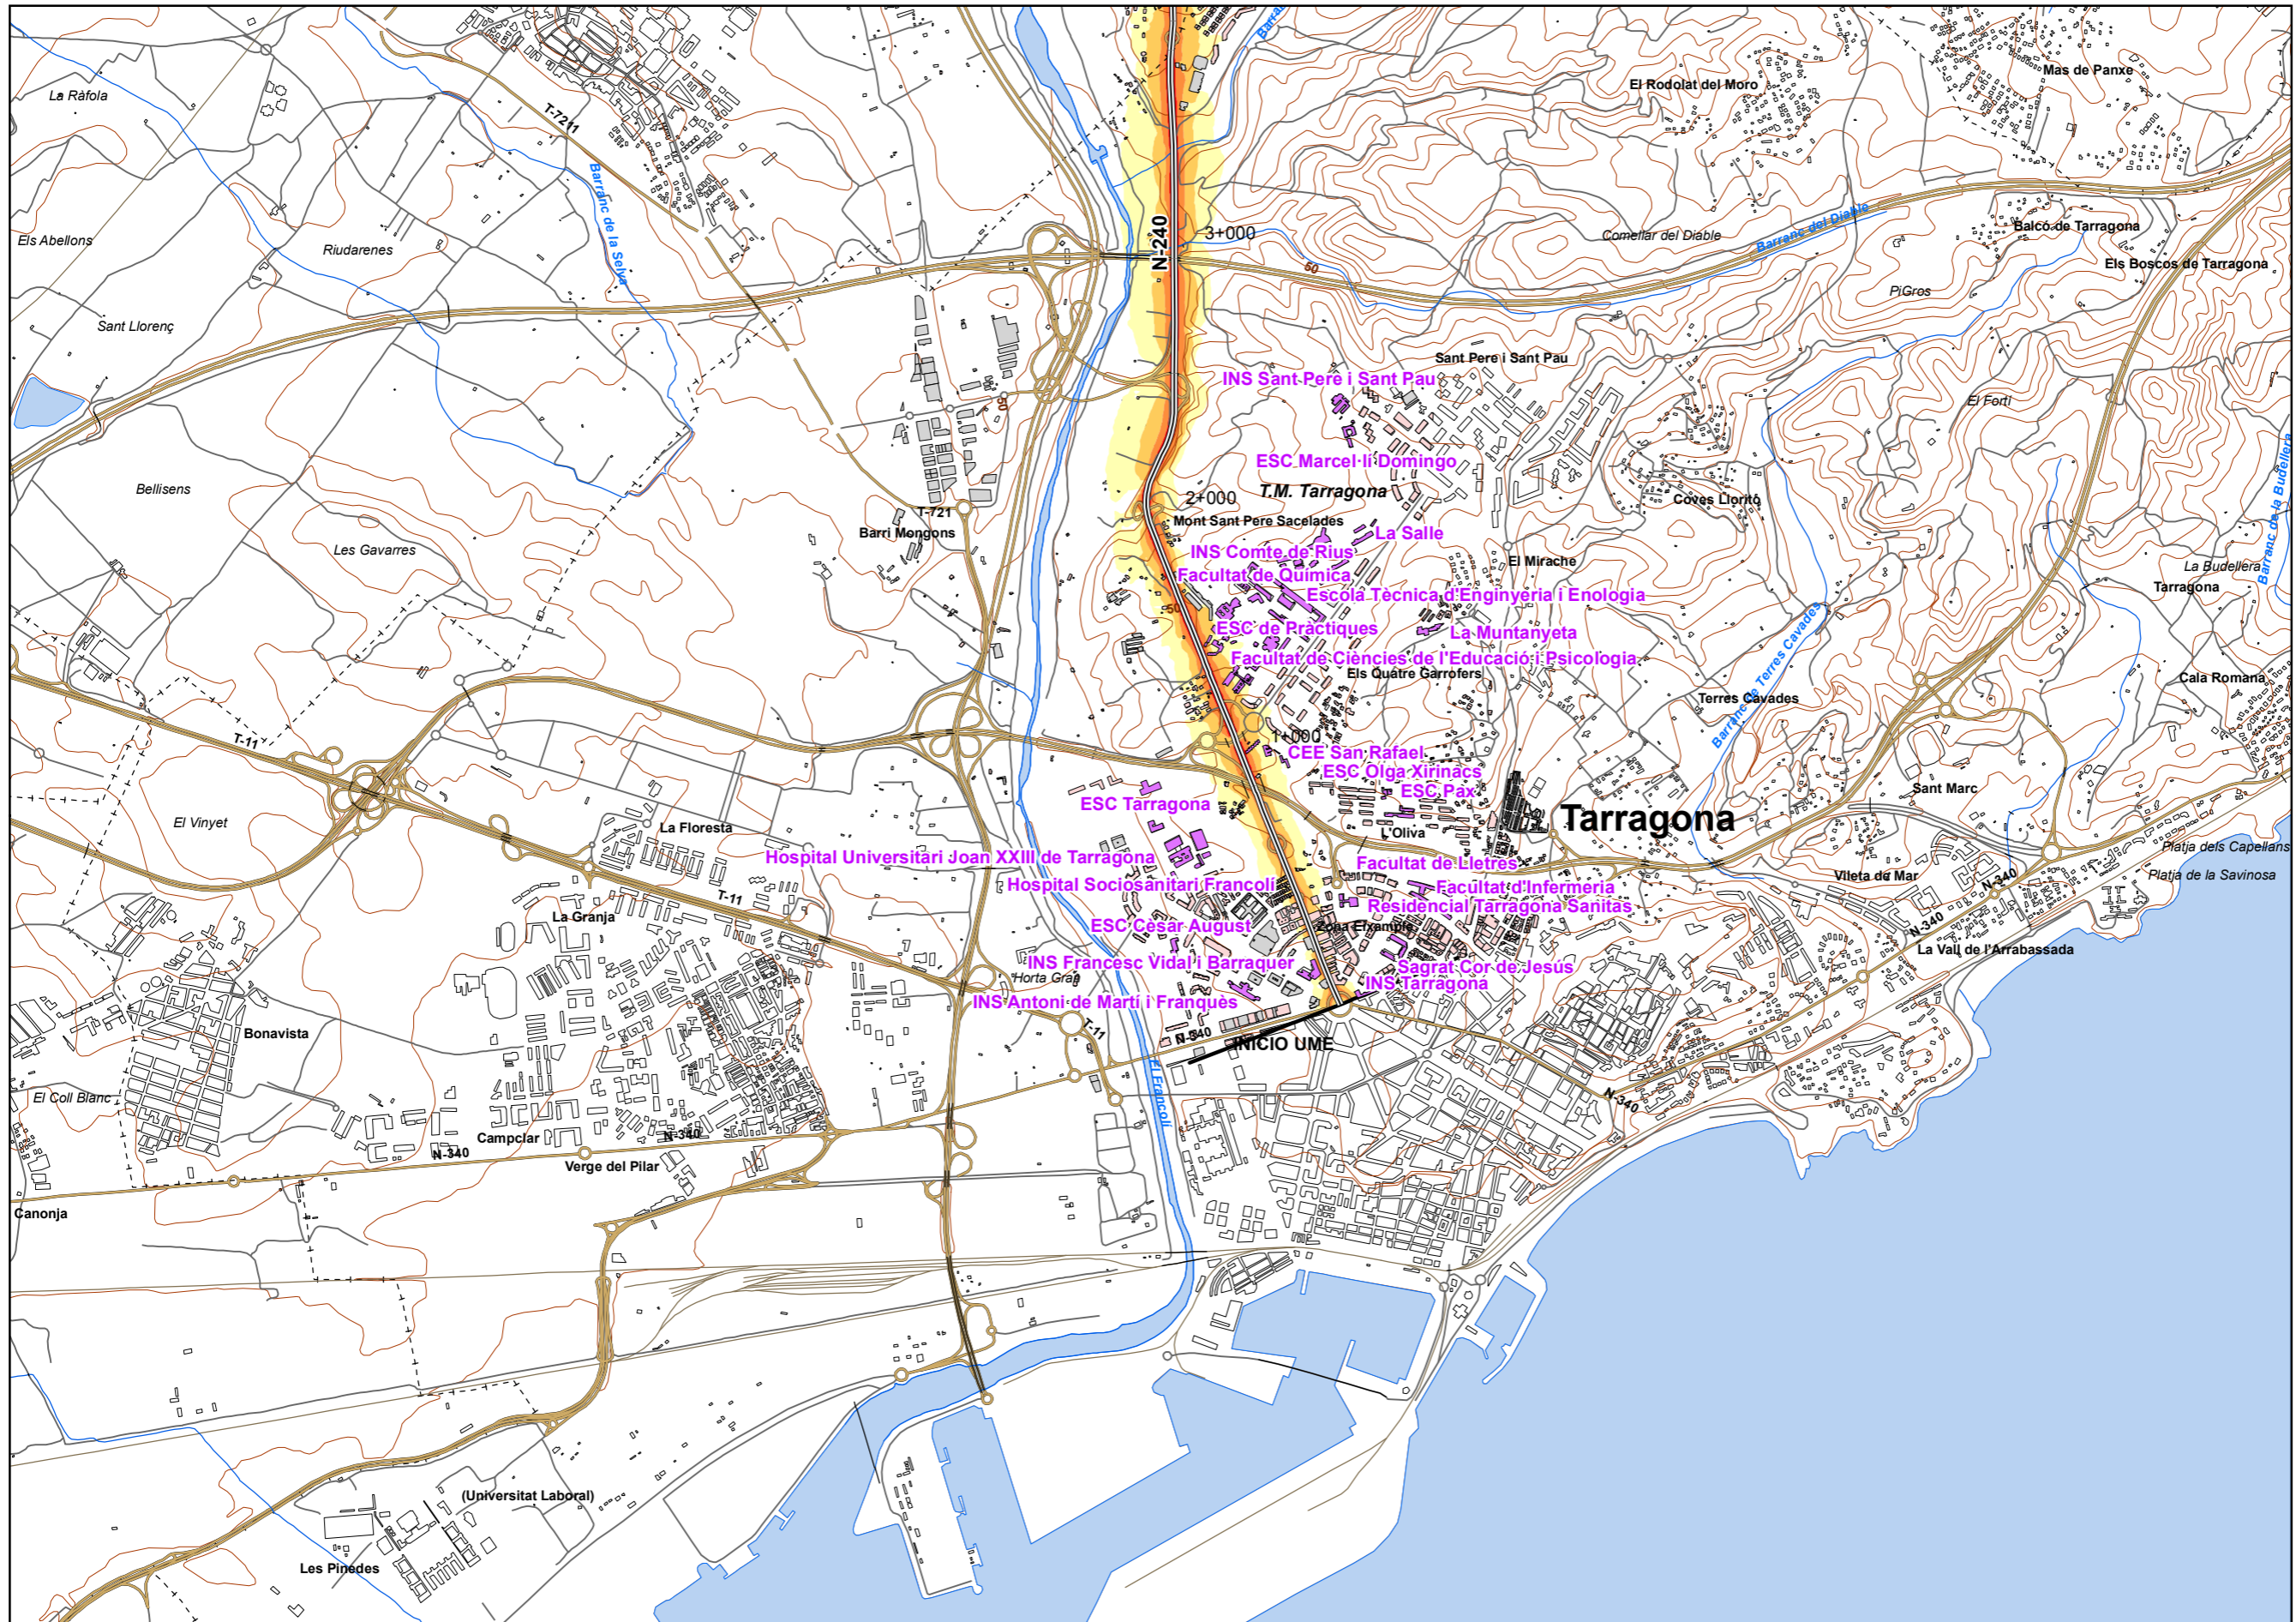 Mas de Panxe
El Rodolat del Moro
La Ràfola
T-7211
Barranc de la Selva
N-240
3+000
Balcó de Tarragona
Comellar del Diable
Barranc del Diable
Els Abellons
Riudarenes
Els Boscos de Tarragona
50
PiGros
Sant Llorenç
Sant Pere i Sant Pau
INS Sant Pere i Sant Pau
El Fortí
50
ESC Marcel·lí Domingo
Bellisens
T.M. Tarragona
2+000
Coves Lloritó
T-721
Mont Sant Pere Sacelades
Barri Mongons
La Salle
Les Gavarres
INS Comte de Rius
El Mirache
Barranc de la Budellera
La Budellera
Facultat de Química
Tarragona
Escola Tècnica d'Enginyeria i Enologia
50
ESC de Pràctiques
La Muntanyeta
Facultat de Ciències de l'Educació i Psicologia
Els Quatre Garrofers
Barranc de Terres Cavades
Cala Romana
Terres Cavades
T-11
1+000
CEE San Rafael
ESC Olga Xirinacs
ESC Pax
Sant Marc
ESC Tarragona
Tarragona
El Vinyet
La Floresta
L'Oliva
Platja dels Capellans
Hospital Universitari Joan XXIII de Tarragona
Facultat de Lletres
Vileta de Mar
Platja de la Savinosa
Hospital Sociosanitari Francolí
Facultat d'Infermeria
N-340
T-11
Residencial Tarragona Sanitas
La Granja
ESC Cèsar August
Zona Eixample
N-340
La Vall de l'Arrabassada
INS Francesc Vidal i Barraquer
Sagrat Cor de Jesús
Horta Gran
INS Tarragona
INS Antoni de Martí i Franquès
T-11
Bonavista
N-340
INICIO UME
El Francolí
El Coll Blanc
N-340
Campclar
N-340
N-340
Verge del Pilar
Canonja
(Universitat Laboral)
Les Pinedes